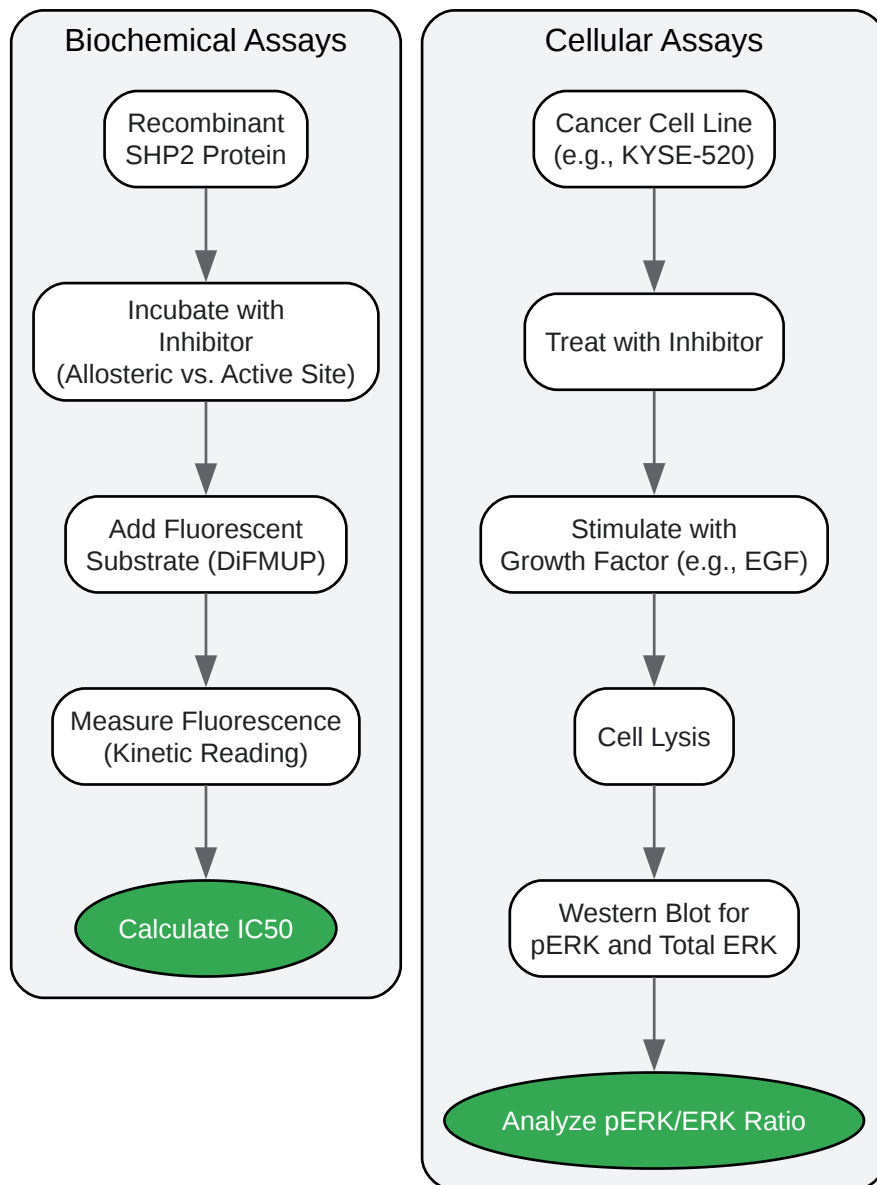 Biochemical Assays
Recombinant
SHP2 Protein
Incubate with
Inhibitor
(Allosteric vs. Active Site)
Add Fluorescent
Substrate (DiFMUP)
Measure Fluorescence
(Kinetic Reading)
Calculate IC50
Cellular Assays
Cancer Cell Line
(e.g., KYSE-520)
Treat with Inhibitor
Stimulate with
Growth Factor (e.g., EGF)
Cell Lysis
Western Blot for
pERK and Total ERK
Analyze pERK/ERK Ratio